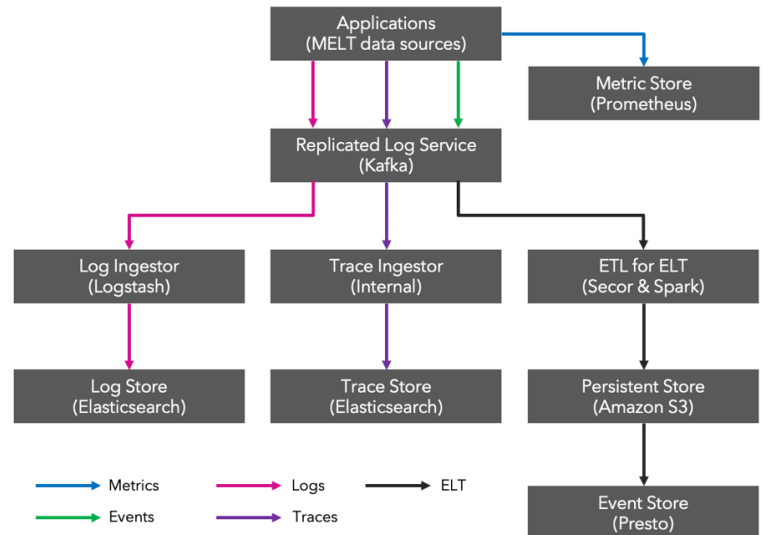 Applications
(MELT data sources)
Metric Store
(Prometheus)
Replicated Log Service
(Kafka)
Log Ingestor
(Logstash)
Trace Ingestor
(Internal)
ETL for ELT
(Secor & Spark)
Log Store
(Elasticsearch)
Trace Store
(Elasticsearch)
Persistent Store
(Amazon S3)
Metrics
Logs
ELT
Events
Traces
Event Store
(Presto)